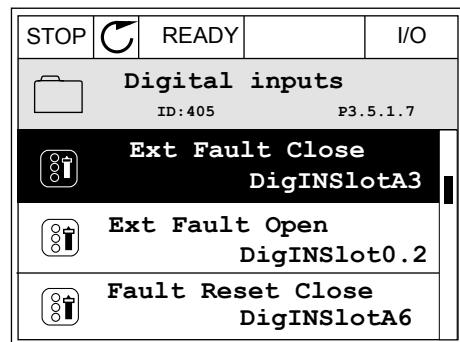 STOP READY I/O
Digital inputs
ID:405 P3.5.1.7
Ext Fault Close
DigINSlotA3
Ext Fault Open
DigINSlot0.2
Fault Reset Close
DigINSlotA6